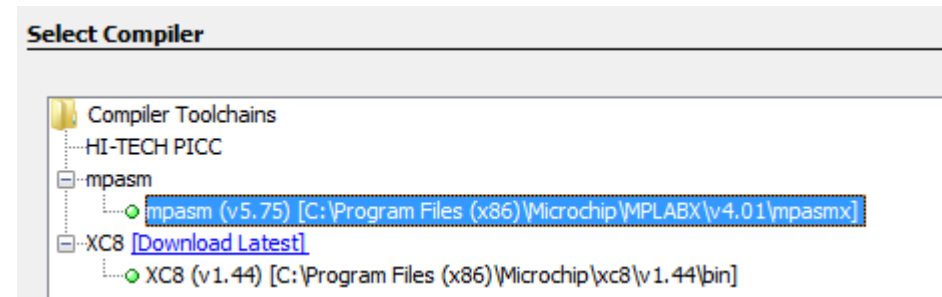 Select Compiler
Compiler Toolchains
HI-TECH PICC
mpasm
mpasm (v5.75) [C:\Program Files (x86)\Microchip\MPLABX\v4.01\mpasmx]
XC8 [Download Latest]
XC8 (v1.44) [C:\Program Files (x86)\Microchip\xc8\v1.44\bin]